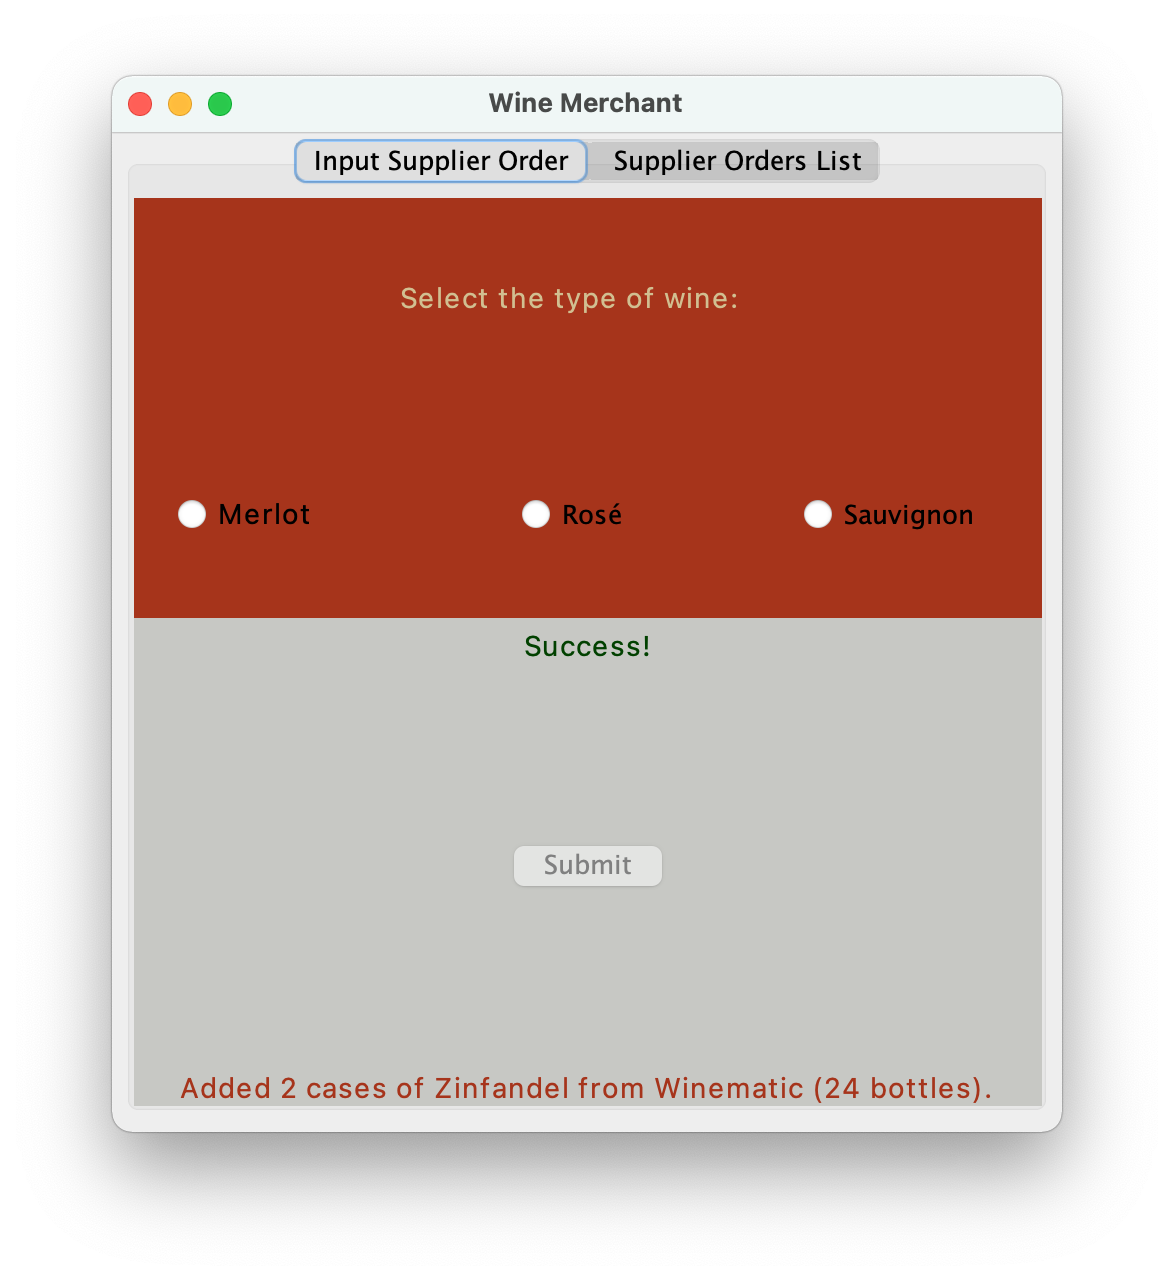 Wine Merchant
Input Supplier Order Supplier Orders List
Select the type of wine:
Merlot Rosé Sauvignon
Success!
Submit
Added 2 cases of Zinfandel from Winematic (24 bottles).